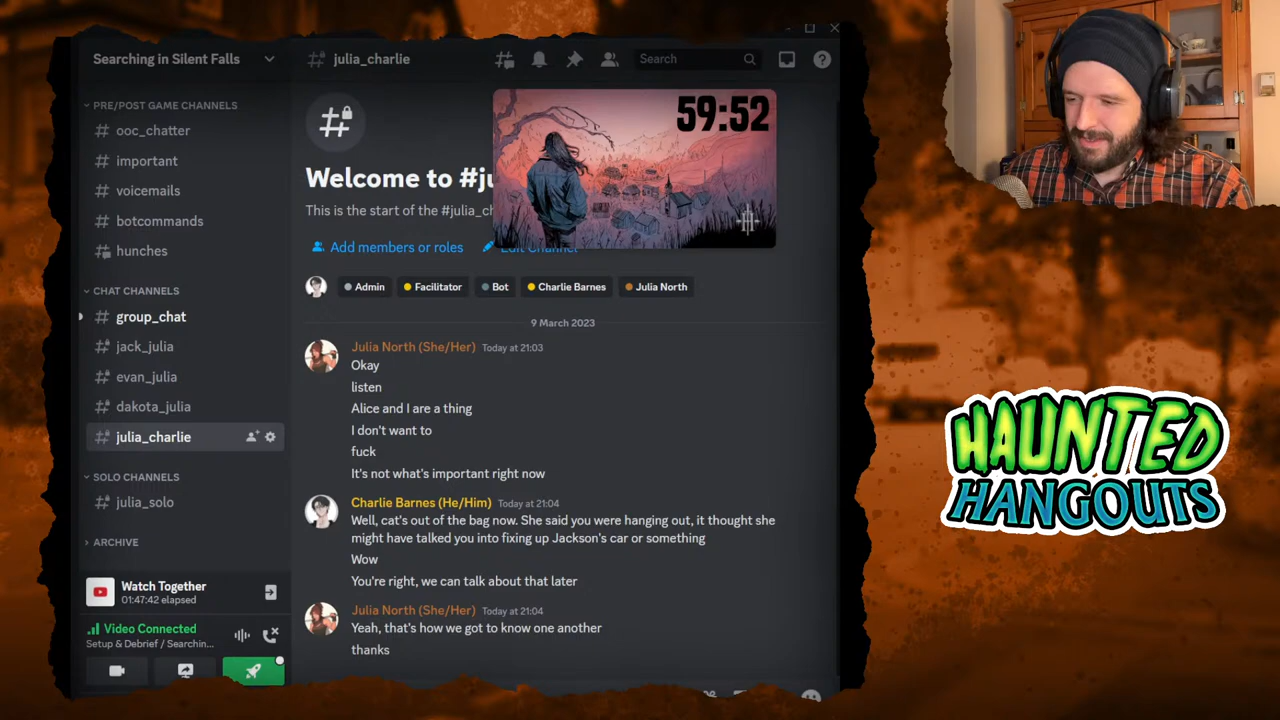 Searching in Silent Falls
julia_charlie
Search
PRE/POST GAME CHANNELS
ooc_chatter
important
voicemails
botcommands
hunches
CHAT CHANNELS
group_chat
jack_julia
evan_julia
dakota_julia
julia_charlie
SOLO CHANNELS
julia_solo
ARCHIVE
Watch Together
01:47:42 elapsed
Video Connected
Setup & Debrief / Searchin...
59:52
Welcome to #ju
This is the start of the #julia_ch
Add members or roles
Edit Channel
Admin
Facilitator
Bot
Charlie Barnes
Julia North
9 March 2023
Julia North (She/Her) Today at 21:03
Okay
listen
Alice and I are a thing
I don't want to
fuck
It's not what's important right now
Charlie Barnes (He/Him) Today at 21:04
Well, cat's out of the bag now. She said you were hanging out, it thought she
might have talked you into fixing up Jackson's car or something
Wow
You're right, we can talk about that later
Julia North (She/Her) Today at 21:04
Yeah, that's how we got to know one another
thanks
HAUNTED
HANGOUTS